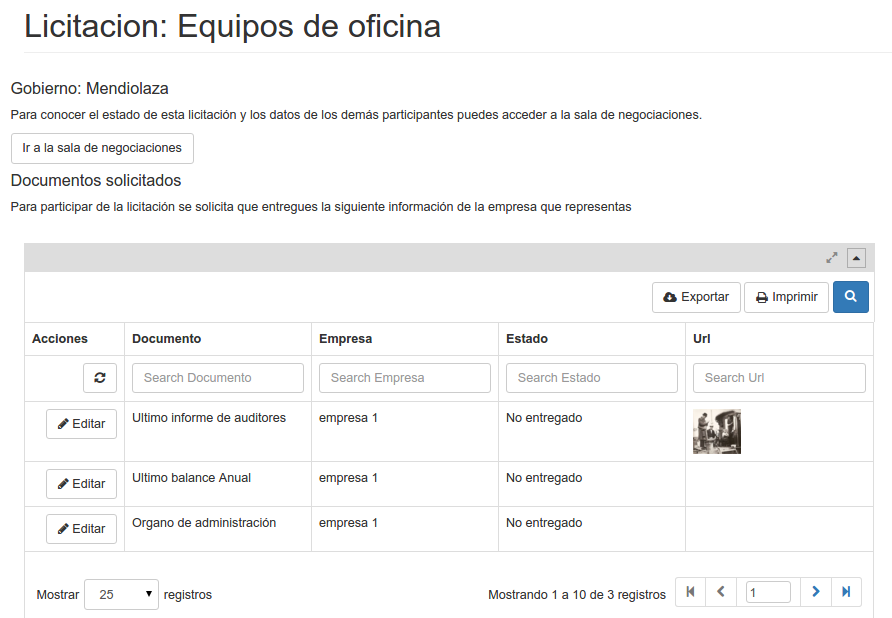 Licitacion: Equipos de oficina
Gobierno: Mendiolaza
Para conocer el estado de esta licitación y los datos de los demás participantes puedes acceder a la sala de negociaciones.
Ir a la sala de negociaciones
Documentos solicitados
Para participar de la licitación se solicita que entregues la siguiente información de la empresa que representas
Exportar Imprimir
Acciones Documento Empresa Estado Url
Search Documento Search Empresa Search Estado Search Url
Editar Ultimo informe de auditores empresa 1 No entregado
Editar Ultimo balance Anual empresa 1 No entregado
Editar Organo de administración empresa 1 No entregado
Mostrar 25 registros Mostrando 1 a 10 de 3 registros 1